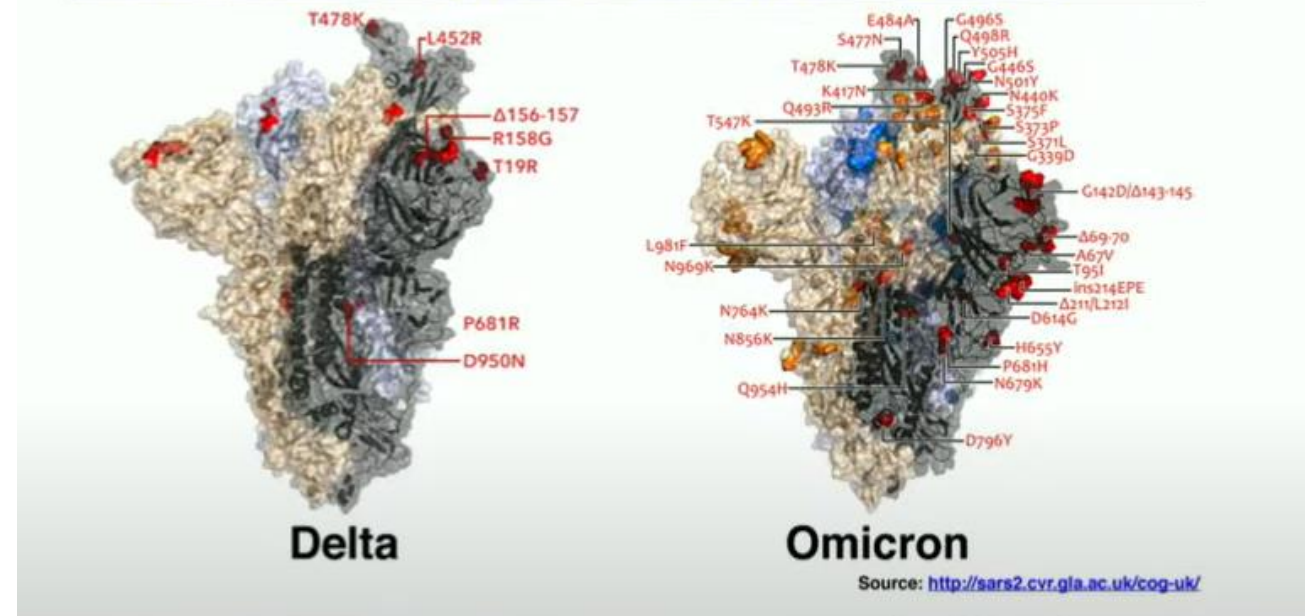 T478K
L452R
Δ156-157
R158G
T19R
P681R
D950N
Delta
E484A
G496S
S477N
Q498R
Y505H
T478K
G446S
K417N
N501Y
N440K
Q493R
S375F
T547K
S373P
S371L
G339D
G142D/Δ143-145
L981F
Δ69-70
A67V
N969K
T95I
ins214EPE
Δ211/L212I
N764K
D614G
N856K
H655Y
P681H
N679K
Q954H
D796Y
Omicron
Source: http://sars2.cvr.gla.ac.uk/cog-uk/